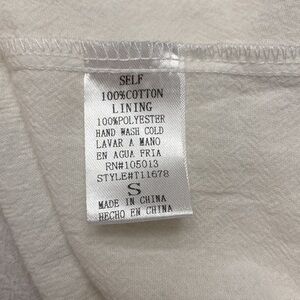 SELF
100%COTTON
LINING
100%POLYESTER
HAND WASH COLD
LAVAR A MANO
EN AGUA FRIA
RN#105013
STYLE#T11678
S
MADE IN CHINA
HECHO EN CHINA